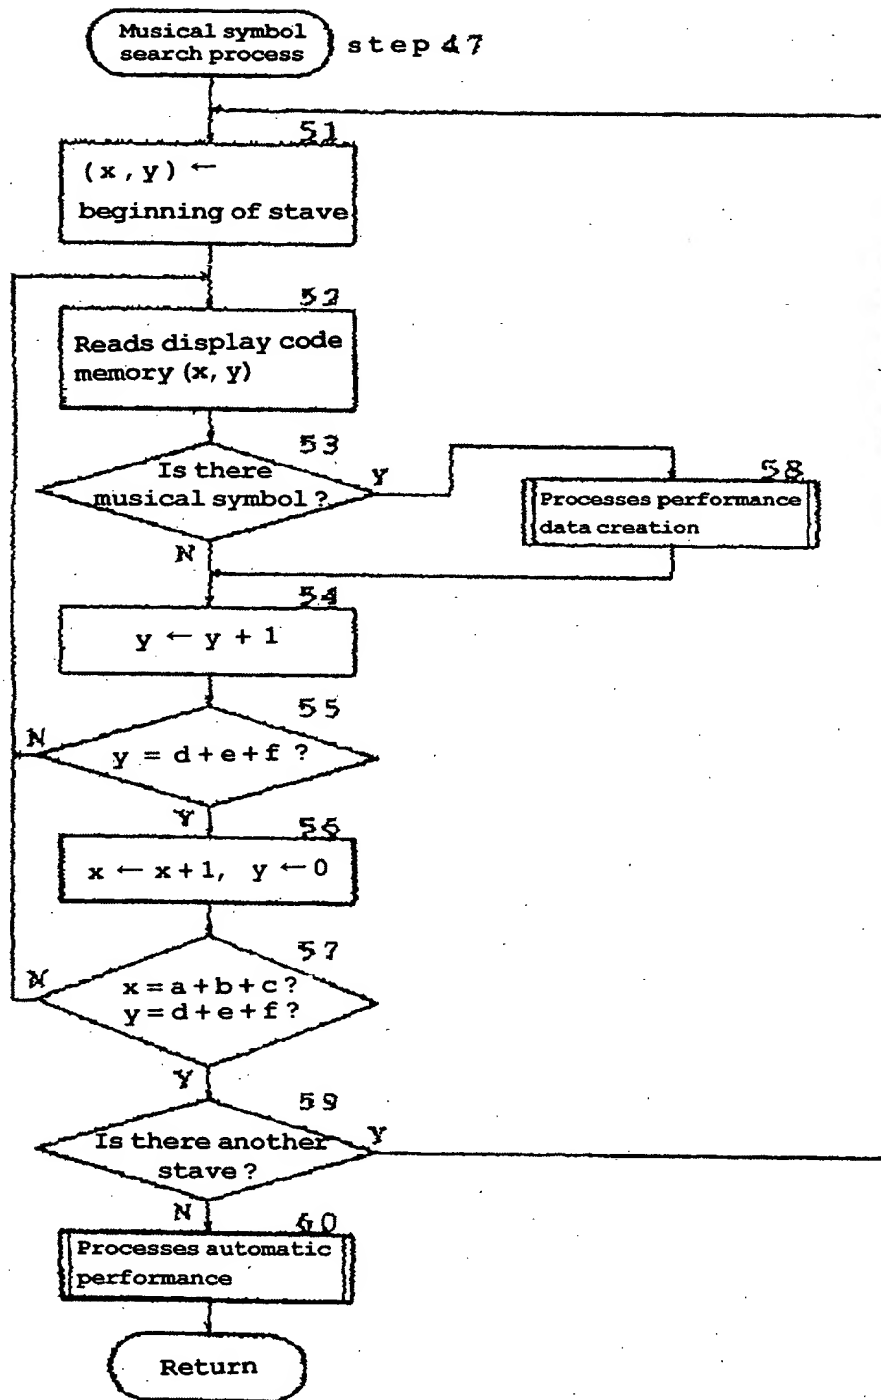 Musical symbol
search process
step 47
51
(x, y) ←
beginning of stave
52
Reads display code
memory (x, y)
53
Is there
musical symbol?
Y
N
58
Processes performance
data creation
54
y ← y + 1
55
y = d+e+f ?
N
Y
56
x ← x+1, y ← 0
57
x = a+b+c?
y = d+e+f?
N
Y
59
Is there another
stave?
Y
N
60
Processes automatic
performance
Return